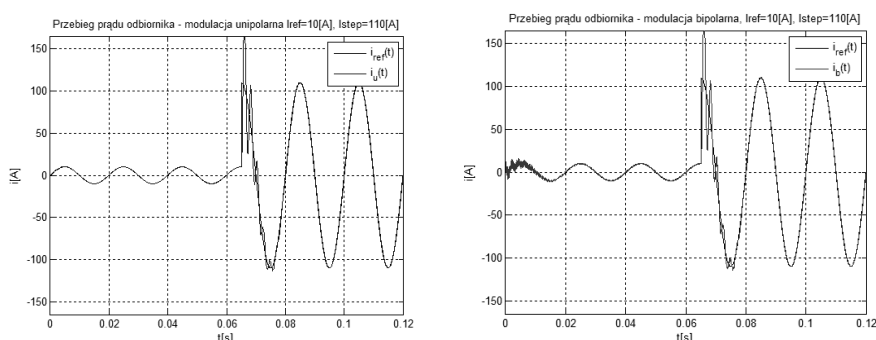 Przebieg prądu odbiornika - modulacja unipolarna Iref=10[A], Istep=110[A]
150
100
50
0
-50
-100
-150
i[A]
i_ref(t)
i_u(t)
0
0.02
0.04
0.06
0.08
0.1
0.12
t[s]
Przebieg prądu odbiornika - modulacja bipolarna, Iref=10[A], Istep=110[A]
150
100
50
0
-50
-100
-150
i[A]
i_ref(t)
i_b(t)
0
0.02
0.04
0.06
0.08
0.1
0.12
t[s]